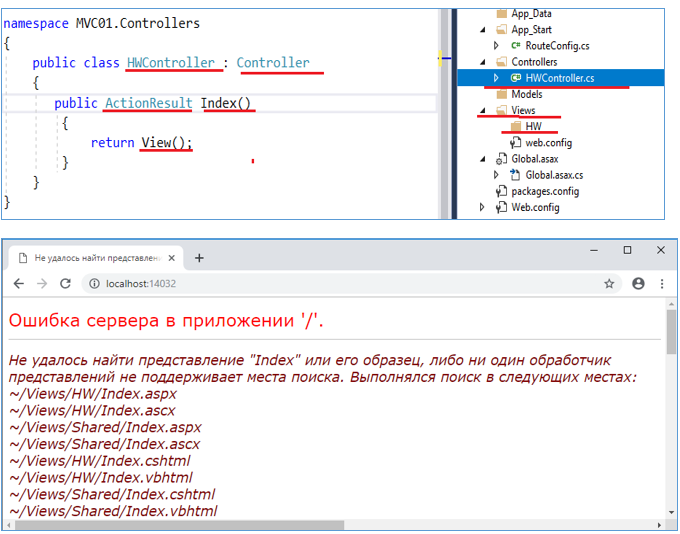 namespace MVC01.Controllers
{
public class HWController : Controller
{
public ActionResult Index()
{
return View();
}
}
}
App_Data
App_Start
C# RouteConfig.cs
Controllers
C# HWController.cs
Models
Views
HW
web.config
Global.asax
Global.asax.cs
packages.config
Web.config
Не удалось найти представлени
localhost:14032
Ошибка сервера в приложении '/'.
Не удалось найти представление "Index" или его образец, либо ни один обработчик
представлений не поддерживает места поиска. Выполнялся поиск в следующих местах:
~/Views/HW/Index.aspx
~/Views/HW/Index.ascx
~/Views/Shared/Index.aspx
~/Views/Shared/Index.ascx
~/Views/HW/Index.cshtml
~/Views/HW/Index.vbhtml
~/Views/Shared/Index.cshtml
~/Views/Shared/Index.vbhtml